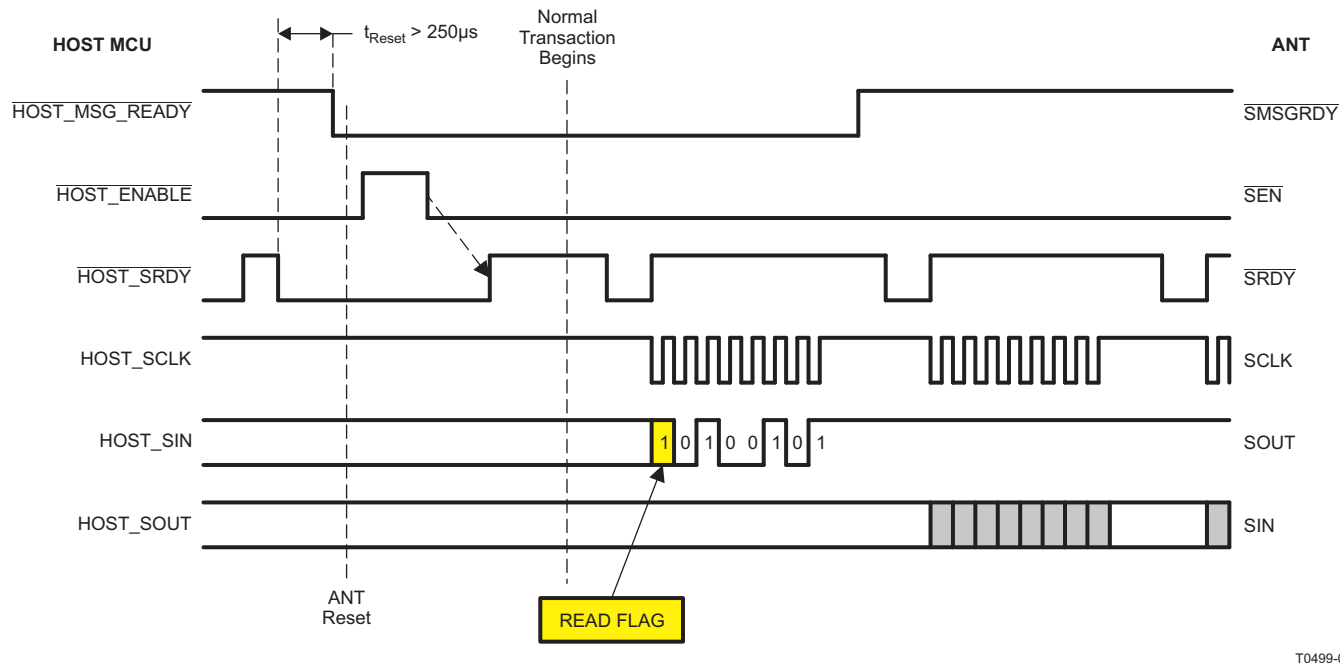 Normal
Transaction
Begins
t_Reset > 250μs
HOST MCU
ANT
HOST_MSG_READY
SMSGRDY
HOST_ENABLE
SEN
HOST_SRDY
SRDY
HOST_SCLK
SCLK
HOST_SIN
1 0 1 0 0 1 0 1
SOUT
HOST_SOUT
SIN
ANT
Reset
READ FLAG